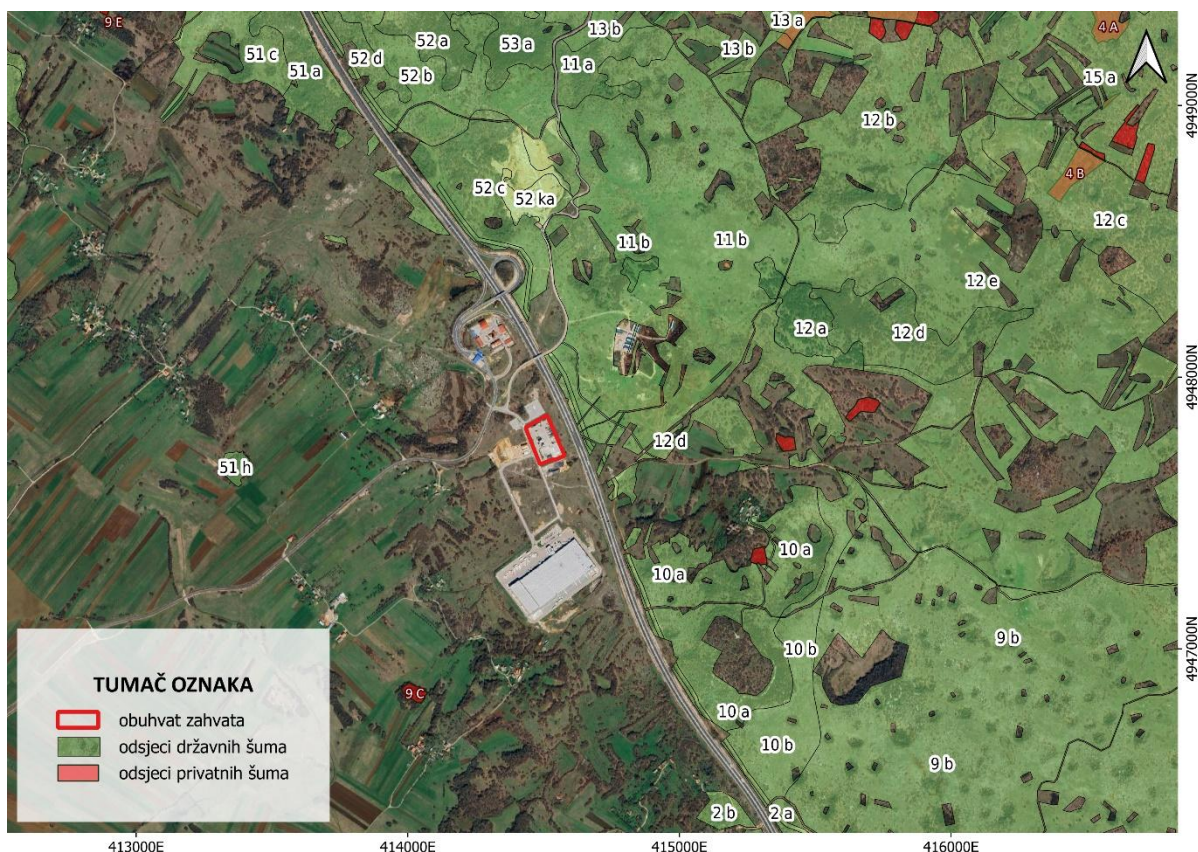 9 E
51 c
51 a
52 d
52 a
52 b
53 a
13 b
11 a
13 b
13 a
4 A
15 a
12 b
4 B
12 c
52 c
52 ka
11 b
11 b
12 e
12 a
12 d
12 d
51 h
10 a
10 a
10 b
9 b
9 C
10 a
10 b
9 b
2 b
2 a
4949000N
4948000N
4947000N
TUMAČ OZNAKA
obuhvat zahvata
odsjeci državnih šuma
odsjeci privatnih šuma
413000E
414000E
415000E
416000E